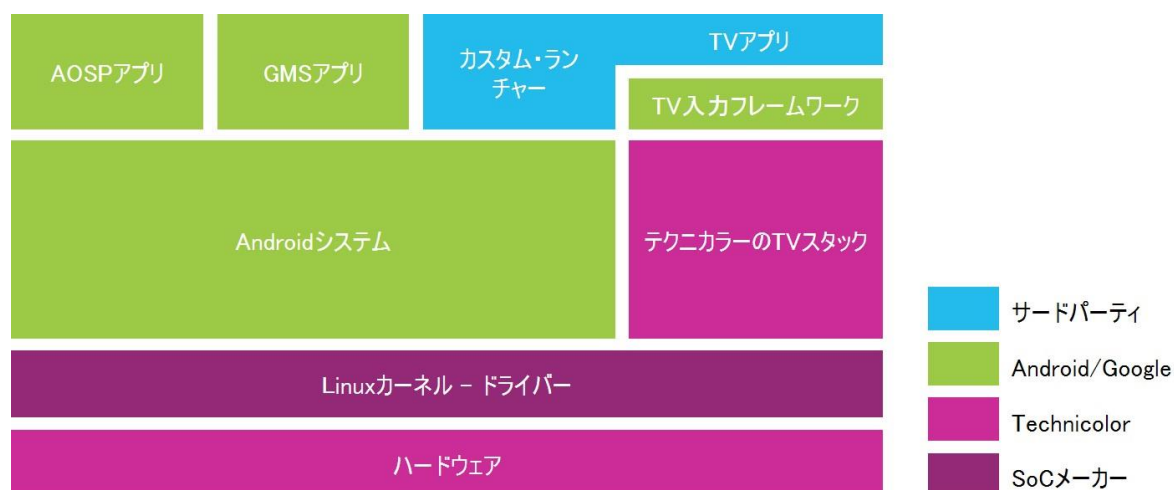 AOSPアプリ
GMSアプリ
カスタム・ラン
チャー
TVアプリ
TV入力フレームワーク
Androidシステム
テクニカラーのTVスタック
Linuxカーネル – ドライバー
ハードウェア
サードパーティ
Android/Google
Technicolor
SoCメーカー